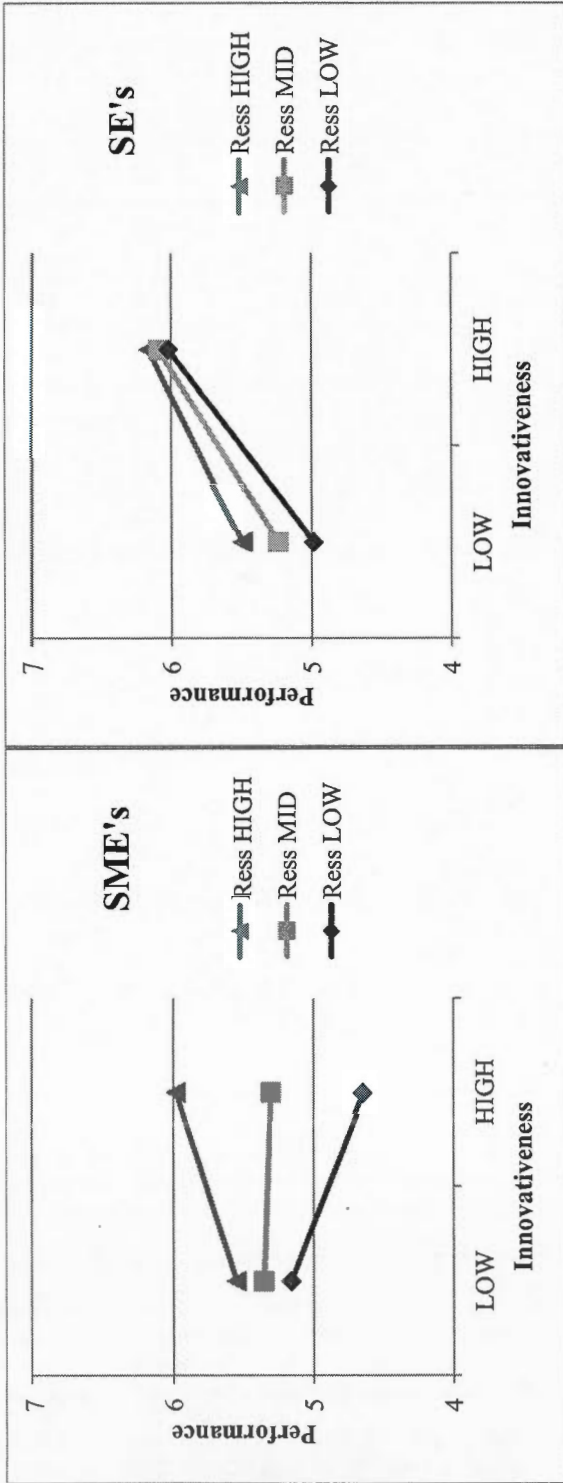 SME's
7
6
5
4
Performance
LOW
HIGH
Innovativeness
Ress HIGH
Ress MID
Ress LOW
SE's
7
6
5
4
Performance
LOW
HIGH
Innovativeness
Ress HIGH
Ress MID
Ress LOW